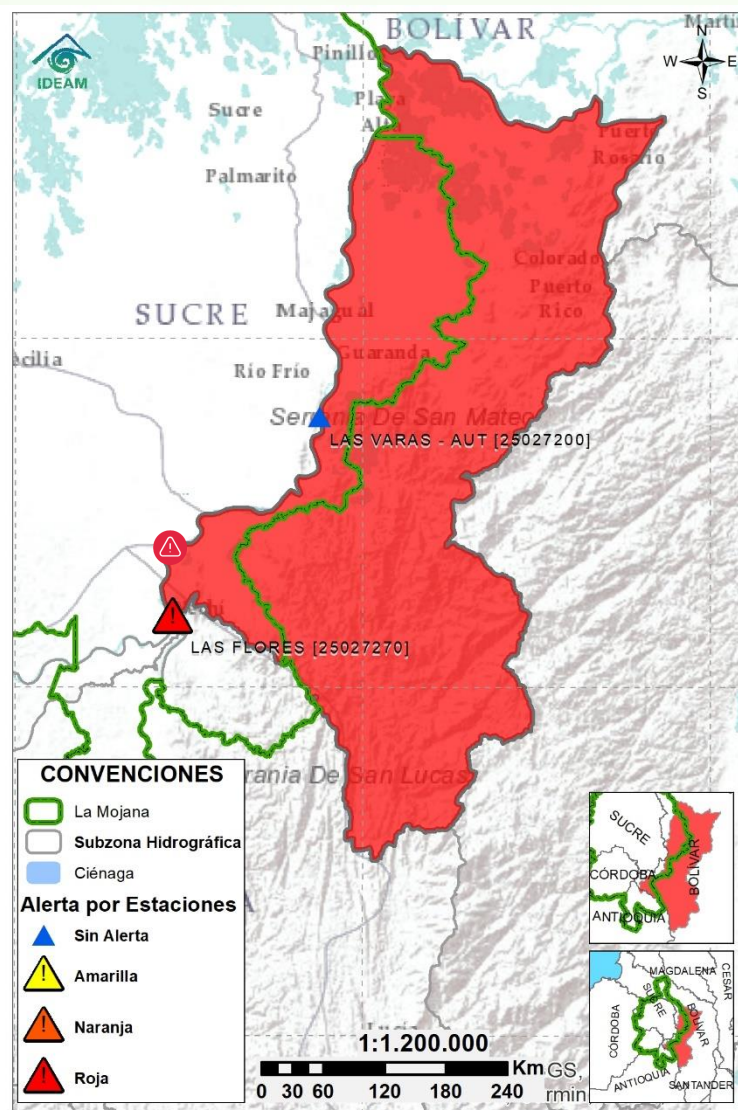 BOLÍVAR
Pinillo
IDEAM
N
W
E
S
Sucre
Playa
Alta
Puerto
Rosario
Palmarito
Colorado
Puerto
Rico
SUCRE
Majagual
Guaranda
Río Frío
Serranía De San Mateo
LAS VARAS - AUT [25027200]
LAS FLORES [25027270]
CONVENCIONES
La Mojana
Subzona Hidrográfica
Ciénaga
Alerta por Estaciones
Sin Alerta
Amarilla
Naranja
Roja
rania De San Lucas
1:1.200.000
Km
0 30 60 120 180 240
GS,
rmin
SUCRE
CÓRDOBA
BOLÍVAR
ANTIOQUIA
MAGDALENA
CESAR
SUCRE
BOLÍVAR
CÓRDOBA
ANTIOQUIA
SANTANDER